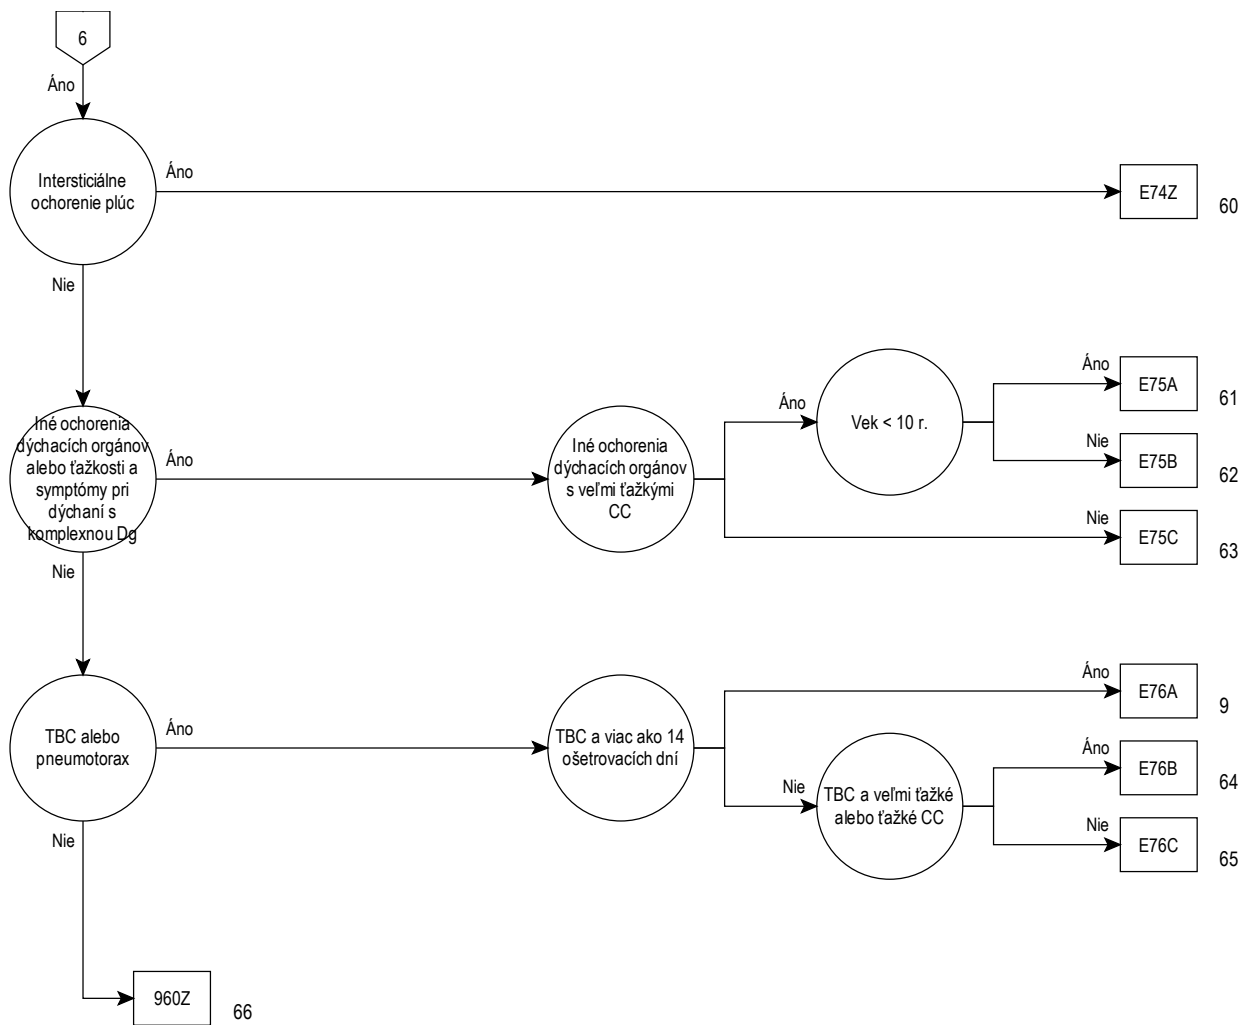 6
Áno
Intersticiálne
ochorenie plúc
Áno
E74Z
60
Nie
Iné ochorenia
dýchacích orgánov
alebo ťažkosti a
symptómy pri
dýchaní s
komplexnou Dg
Áno
Iné ochorenia
dýchacích orgánov
s veľmi ťažkými
CC
Áno
Vek < 10 r.
Áno
E75A
61
Nie
E75B
62
Nie
E75C
63
Nie
TBC alebo
pneumotorax
Áno
TBC a viac ako 14
ošetrovacích dní
Áno
E76A
9
Nie
TBC a veľmi ťažké
alebo ťažké CC
Áno
E76B
64
Nie
E76C
65
Nie
960Z
66